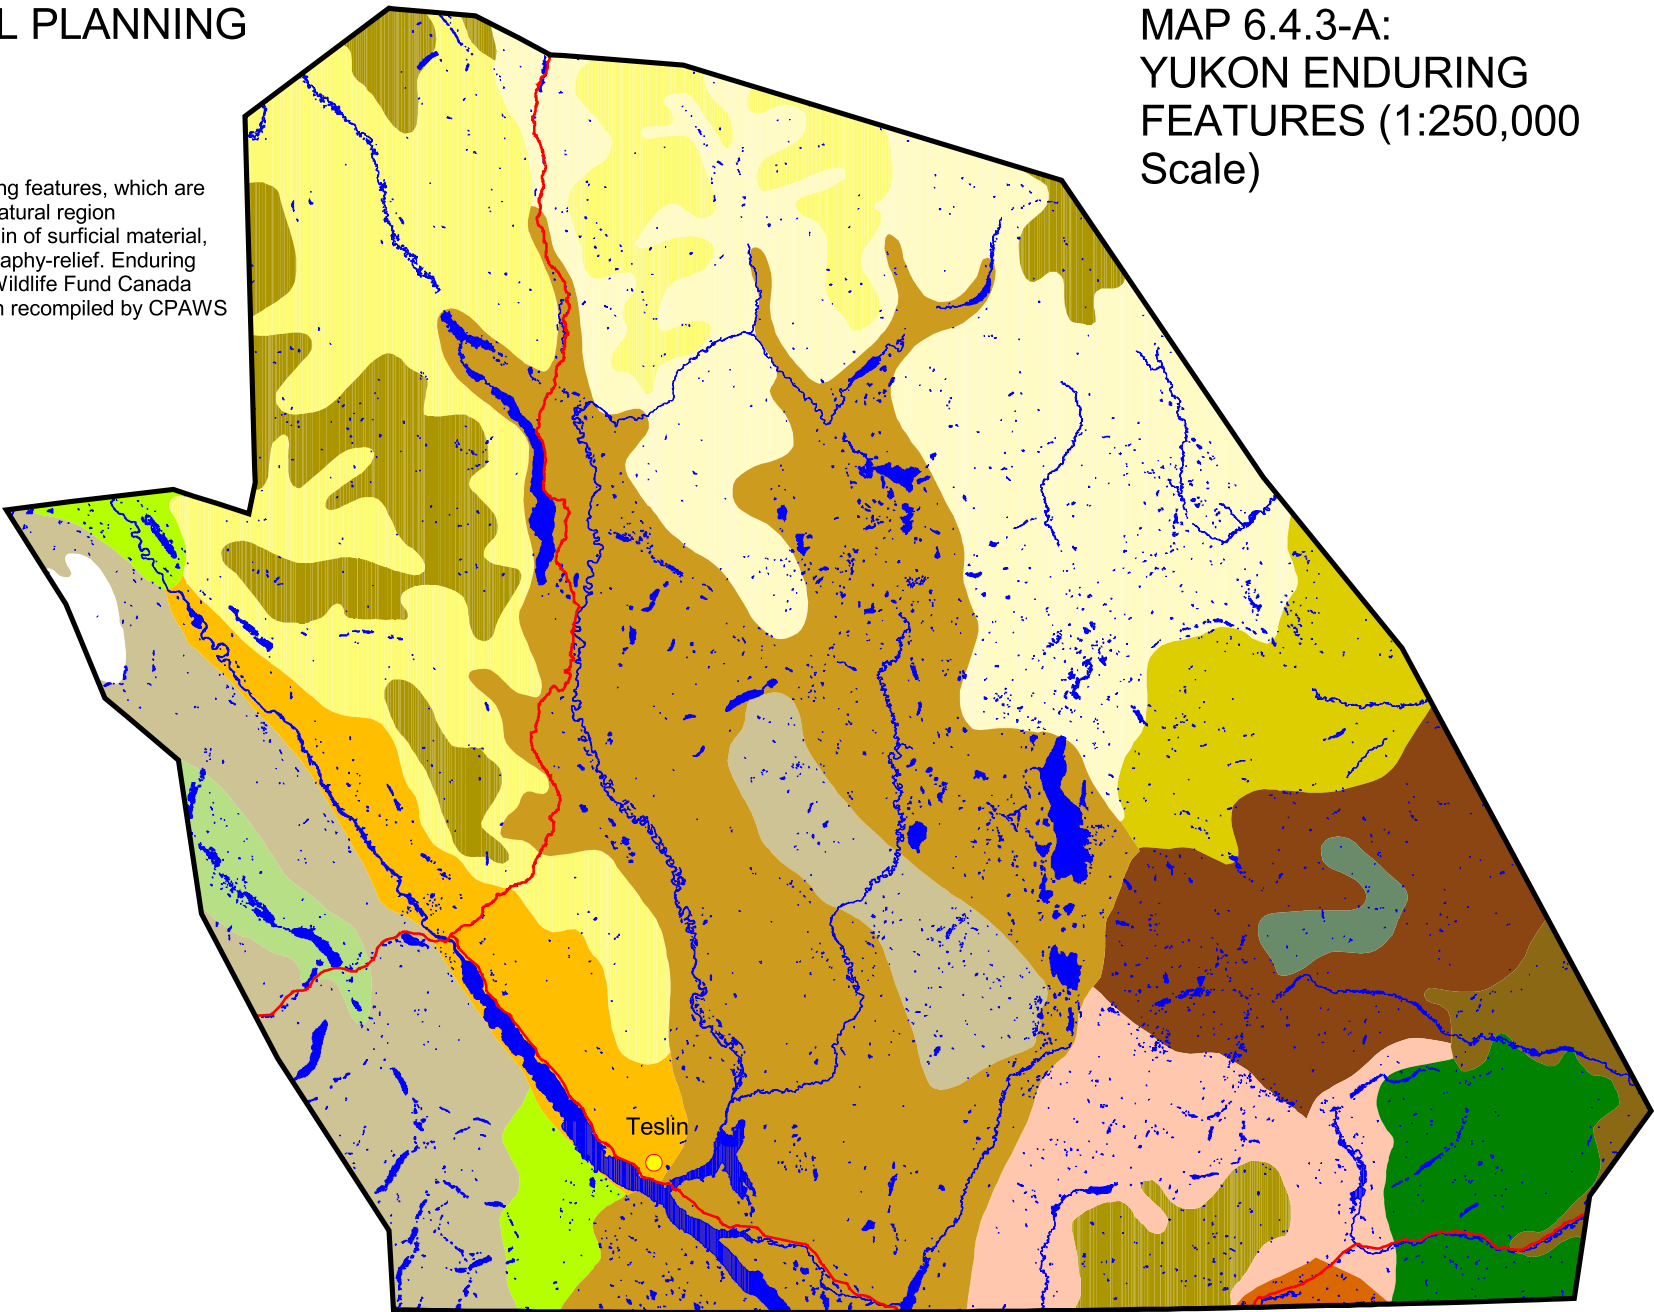 L PLANNING
MAP 6.4.3-A:
YUKON ENDURING
FEATURES (1:250,000
Scale)
ng features, which are
atural region
in of surficial material,
aphy-relief. Enduring
Wildlife Fund Canada
n recompiled by CPAWS
Teslin